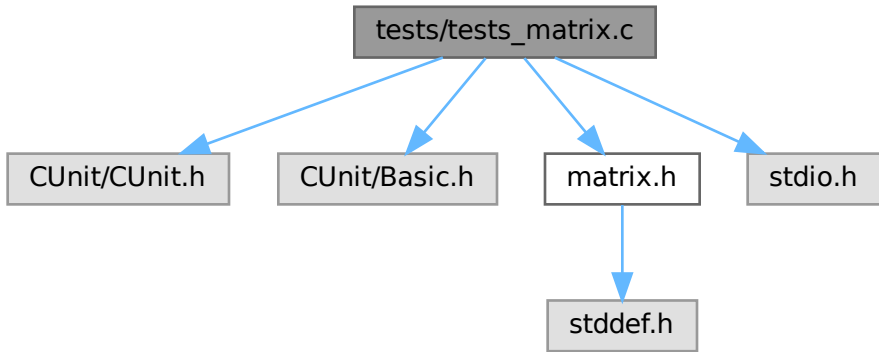 tests/tests_matrix.c
CUnit/CUnit.h
CUnit/Basic.h
matrix.h
stdio.h
stddef.h